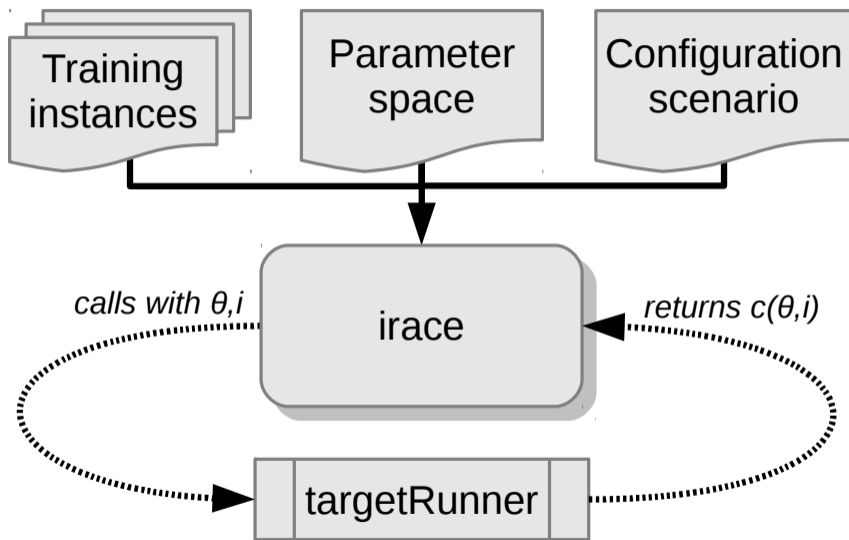 Training
instances
Parameter
space
Configuration
scenario
calls with θ,i
irace
returns c(θ,i)
targetRunner